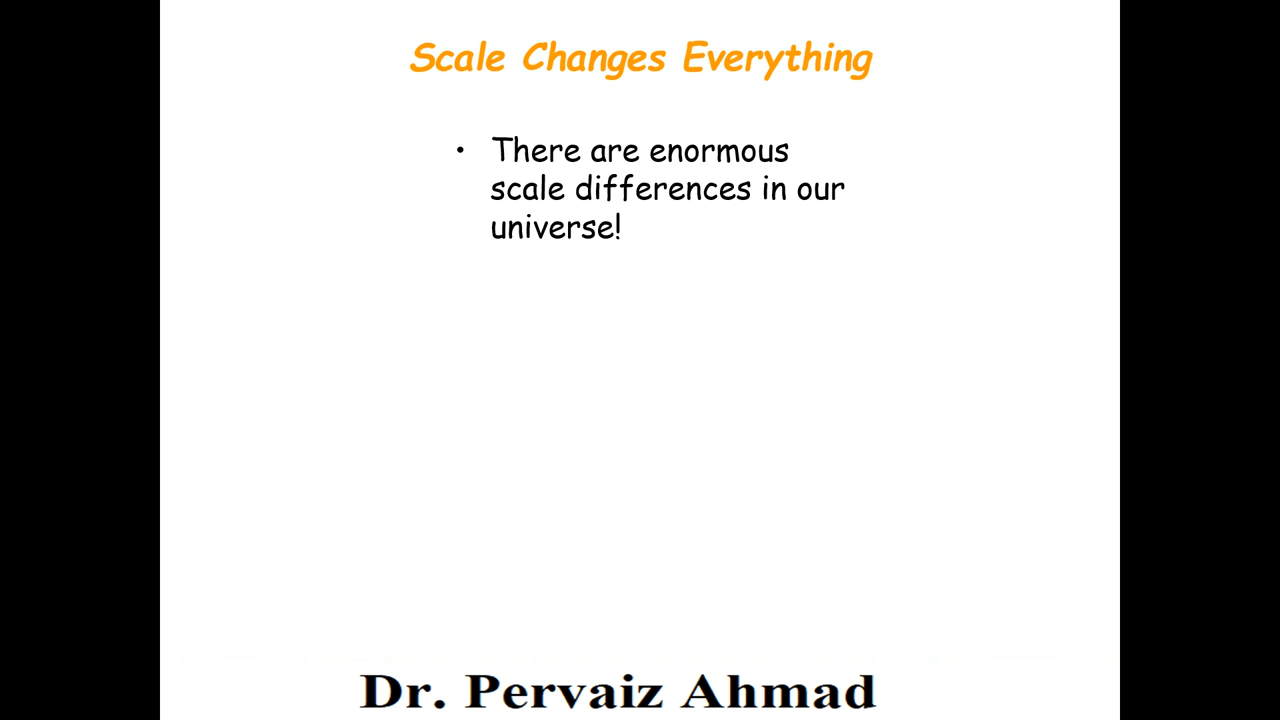 Scale Changes Everything
• There are enormous
scale differences in our
universe!
Dr. Pervaiz Ahmad